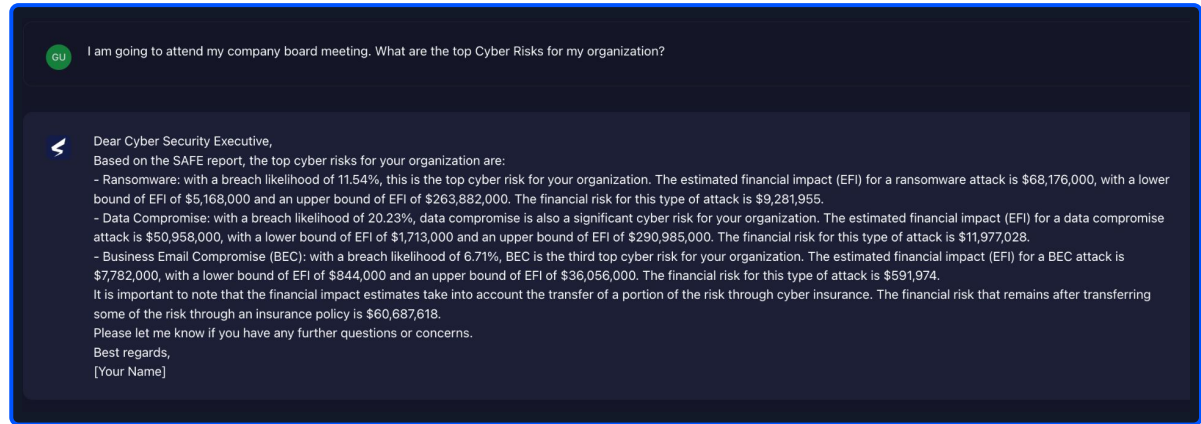 GU
I am going to attend my company board meeting. What are the top Cyber Risks for my organization?
Dear Cyber Security Executive,
Based on the SAFE report, the top cyber risks for your organization are:
- Ransomware: with a breach likelihood of 11.54%, this is the top cyber risk for your organization. The estimated financial impact (EFI) for a ransomware attack is $68,176,000, with a lower
bound of EFI of $5,168,000 and an upper bound of EFI of $263,882,000. The financial risk for this type of attack is $9,281,955.
- Data Compromise: with a breach likelihood of 20.23%, data compromise is also a significant cyber risk for your organization. The estimated financial impact (EFI) for a data compromise
attack is $50,958,000, with a lower bound of EFI of $1,713,000 and an upper bound of EFI of $290,985,000. The financial risk for this type of attack is $11,977,028.
- Business Email Compromise (BEC): with a breach likelihood of 6.71%, BEC is the third top cyber risk for your organization. The estimated financial impact (EFI) for a BEC attack is
$7,782,000, with a lower bound of EFI of $844,000 and an upper bound of EFI of $36,056,000. The financial risk for this type of attack is $591,974.
It is important to note that the financial impact estimates take into account the transfer of a portion of the risk through cyber insurance. The financial risk that remains after transferring
some of the risk through an insurance policy is $60,687,618.
Please let me know if you have any further questions or concerns.
Best regards,
[Your Name]